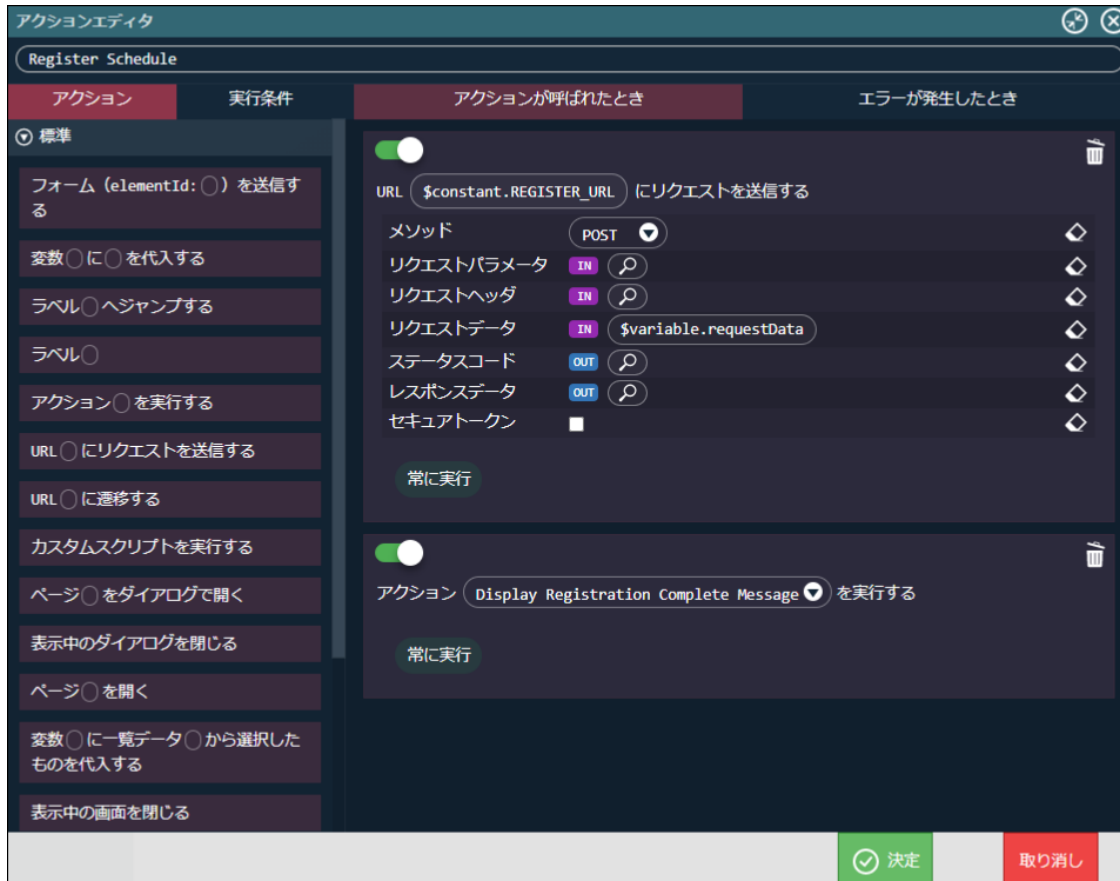 アクションエディタ
Register Schedule
アクション 実行条件 アクションが呼ばれたとき エラーが発生したとき
標準
フォーム (elementId: ) を送信す
る
変数 に を代入する
ラベル へジャンプする
ラベル
アクション を実行する
URL にリクエストを送信する
URL に遷移する
カスタムスクリプトを実行する
ページ をダイアログで開く
表示中のダイアログを閉じる
ページ を開く
変数 に一覧データ から選択した
ものを代入する
表示中の画面を閉じる
URL $constant.REGISTER_URL にリクエストを送信する
メソッド POST
リクエストパラメータ IN
リクエストヘッダ IN
リクエストデータ IN $variable.requestData
ステータスコード OUT
レスポンスデータ OUT
セキュアトークン
常に実行
アクション Display Registration Complete Message を実行する
常に実行
決定 取り消し